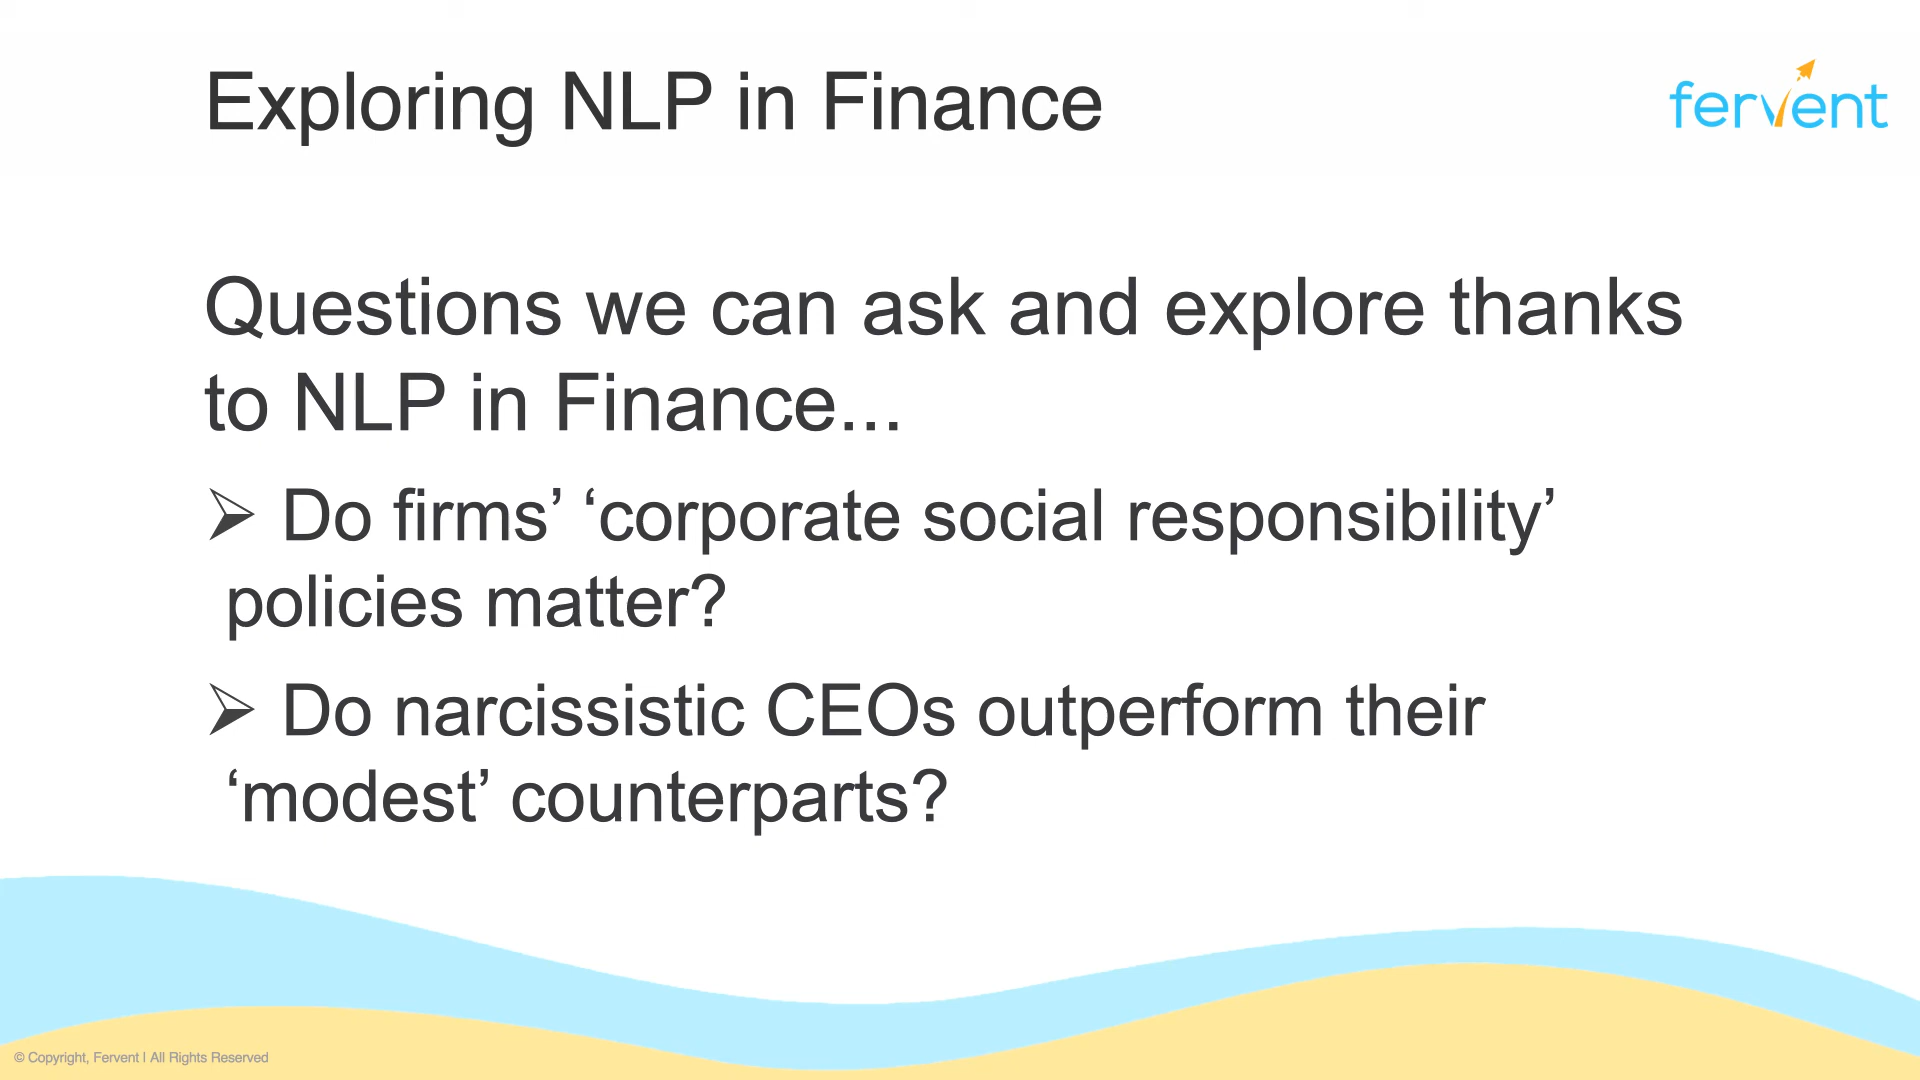 Exploring NLP in Finance
fervent
Questions we can ask and explore thanks
to NLP in Finance...
➢ Do firms’ ‘corporate social responsibility’
policies matter?
➢ Do narcissistic CEOs outperform their
‘modest’ counterparts?
© Copyright, Fervent | All Rights Reserved